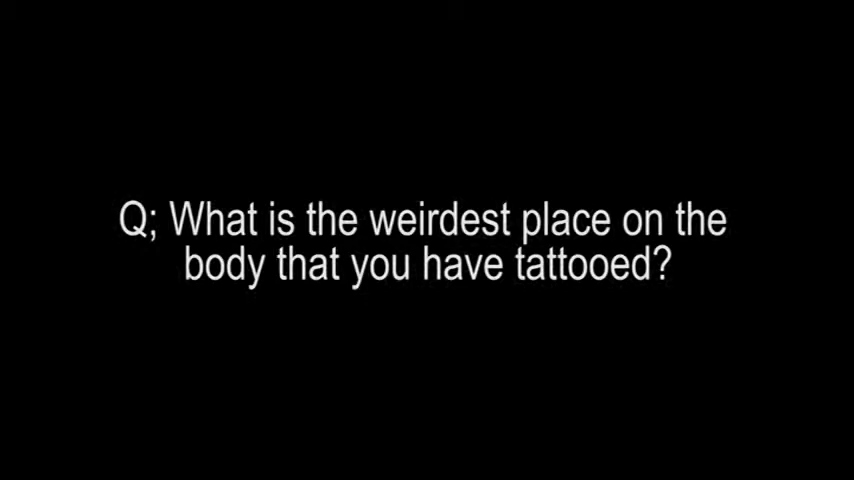 Q; What is the weirdest place on the
body that you have tattooed?